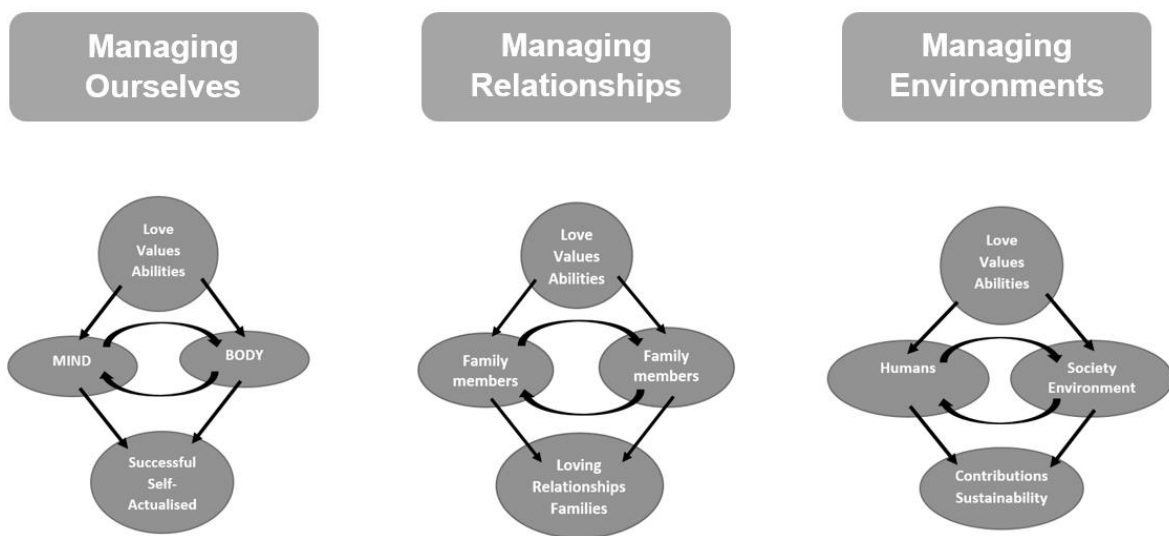 Managing
Ourselves
Managing
Relationships
Managing
Environments
Love
Values
Abilities
MIND
BODY
Successful
Self-
Actualised
Love
Values
Abilities
Family
members
Family
members
Loving
Relationships
Families
Love
Values
Abilities
Humans
Society
Environment
Contributions
Sustainability